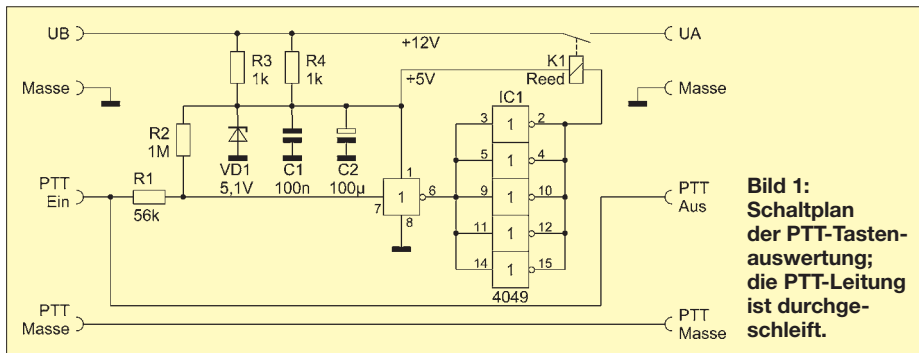 UB
R3
1k
R4
1k
+12V
UA
K1
Reed
+5V
Masse
Masse
IC1
R2
1M
VD1
5,1V
C1
100n
C2
100µ
PTT
Ein
R1
56k
1
1
7
6
8
3
1
2
5
1
4
9
1
10
11
1
12
14
1
15
4049
PTT
Aus
PTT
Masse
PTT
Masse
Bild 1:
Schaltplan
der PTT-Tasten-
auswertung;
die PTT-Leitung
ist durchge-
schleift.